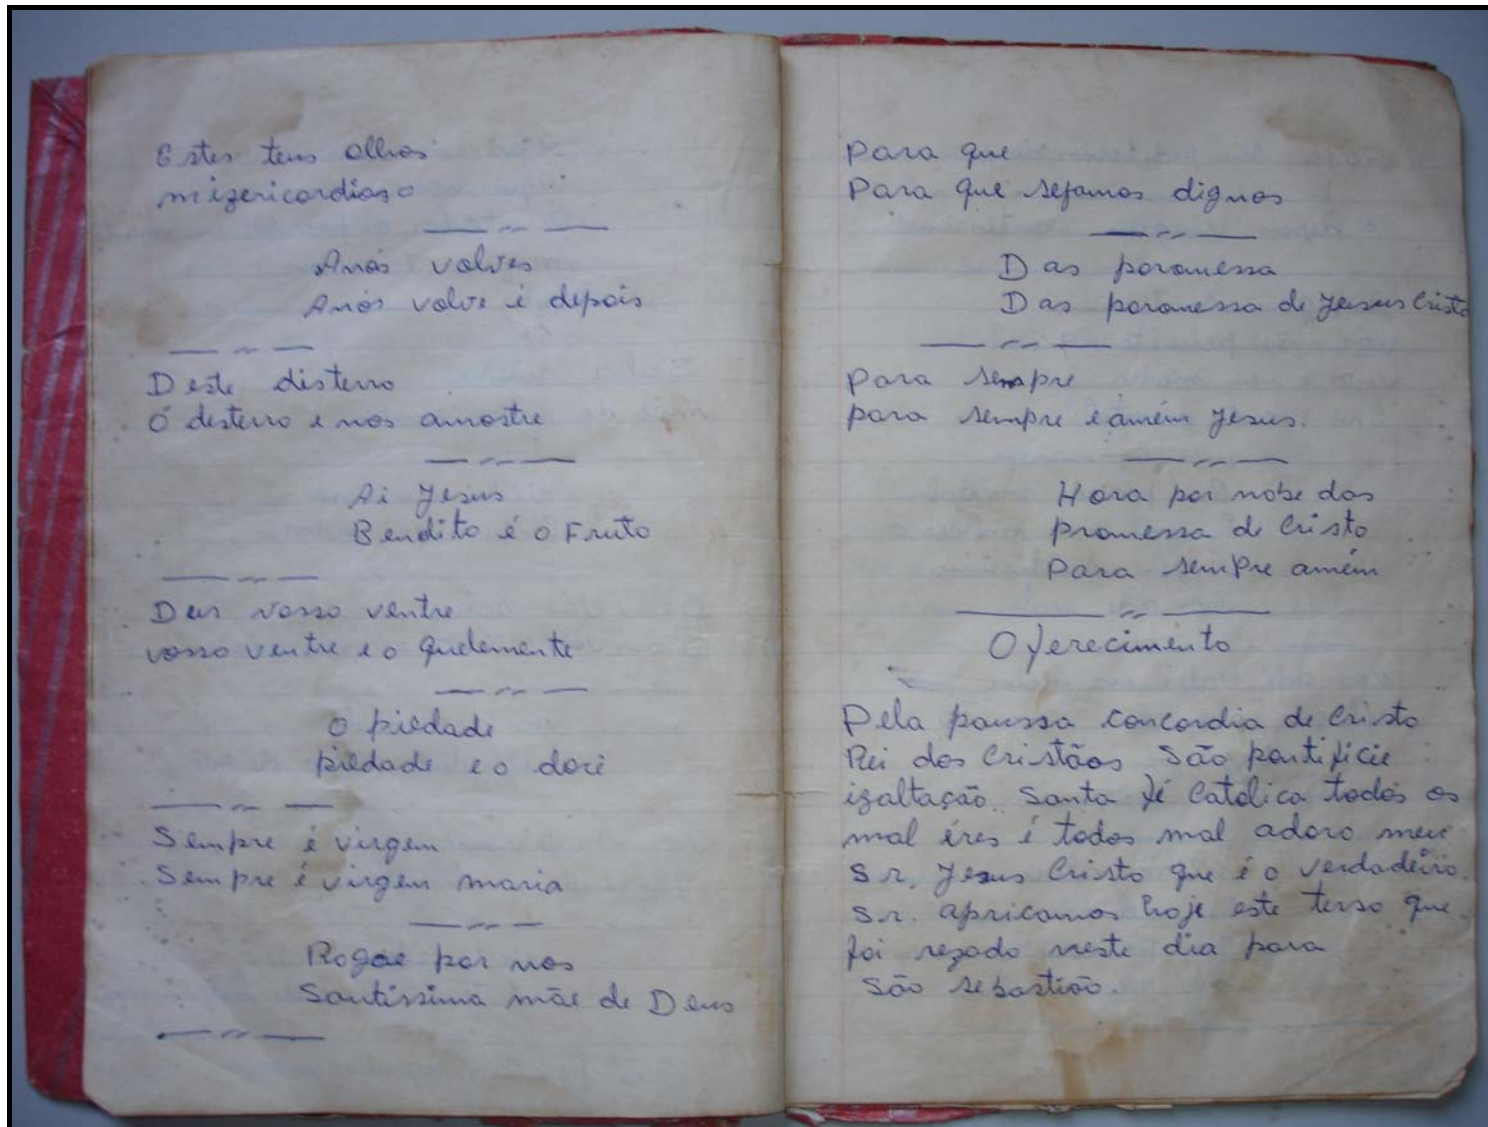 Estes teus olhos
mizericordioso
Anós volves
Anós volve é depois
Deste disterro
Ó desterro e nos amostre
Ai Jesus
Bendito é o Fruto
Deus vosso ventre
vosso ventre e o quelemente
O piedade
piedade e o doce
Sempre é virgem
Sempre é virgem maria
Rogae por nos
Santíssima mãe de Deus
Para que
Para que sejamos dignos
Das poromessa
Das poromessa de Jesus Cristo
para sempre
para sempre e amém Jesus.
Hora por nóbe das
promessa de Cristo
Para sempre amém
Oferecimento
Pela paussa concordia de Cristo
Rei dos Cristãos São pontificie
izaltação. Santa fé Catolica todos os
mal éres é todos mal adoro meu
Sr. Jesus Cristo que é o verdadeiro
Sr. apricamos hoje este terso que
foi rezado neste dia para
São sebastião.